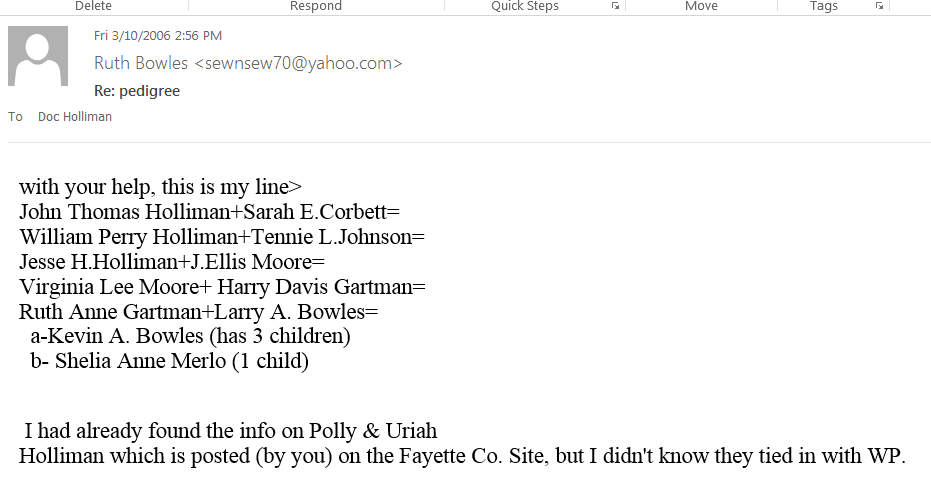 Delete Respond Quick Steps Move Tags
Fri 3/10/2006 2:56 PM
Ruth Bowles <sewnsew70@yahoo.com>
Re: pedigree
To Doc Holliman
with your help, this is my line>
John Thomas Holliman+Sarah E.Corbett=
William Perry Holliman+Tennie L.Johnson=
Jesse H.Holliman+J.Ellis Moore=
Virginia Lee Moore+ Harry Davis Gartman=
Ruth Anne Gartman+Larry A. Bowles=
a-Kevin A. Bowles (has 3 children)
b- Shelia Anne Merlo (1 child)
I had already found the info on Polly & Uriah
Holliman which is posted (by you) on the Fayette Co. Site, but I didn't know they tied in with WP.